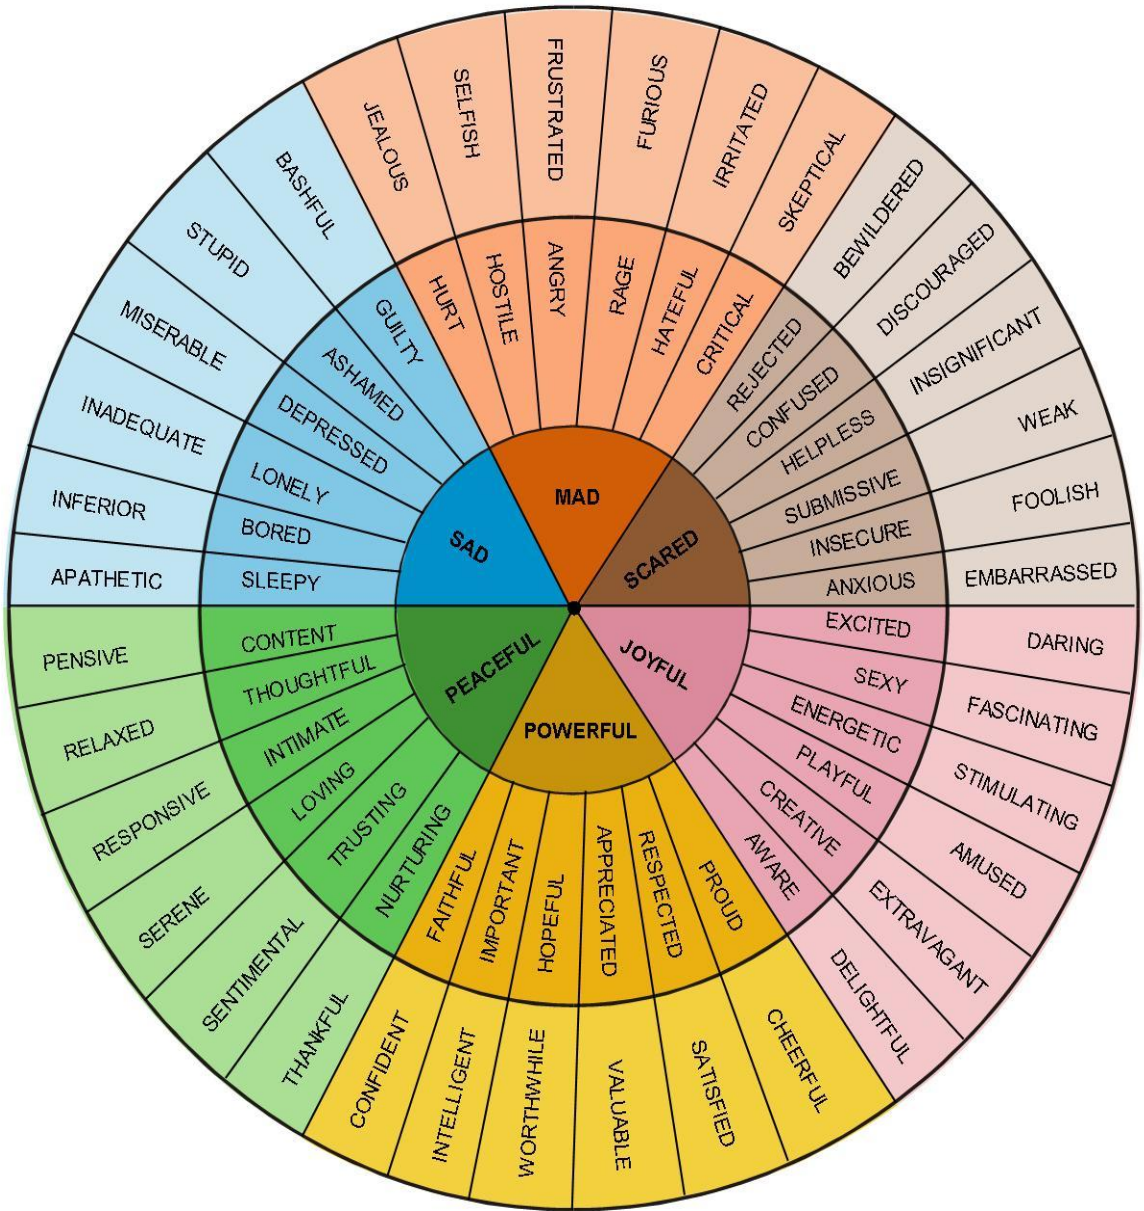 MAD
SCARED
JOYFUL
POWERFUL
PEACEFUL
SAD
HURT
HOSTILE
ANGRY
RAGE
HATEFUL
CRITICAL
REJECTED
CONFUSED
HELPLESS
SUBMISSIVE
INSECURE
ANXIOUS
EXCITED
SEXY
ENERGETIC
PLAYFUL
CREATIVE
AWARE
PROUD
RESPECTED
APPRECIATED
HOPEFUL
IMPORTANT
FAITHFUL
NURTURING
TRUSTING
LOVING
INTIMATE
THOUGHTFUL
CONTENT
SLEEPY
BORED
LONELY
DEPRESSED
ASHAMED
GUILTY
JEALOUS
SELFISH
FRUSTRATED
FURIOUS
IRRITATED
SKEPTICAL
BEWILDERED
DISCOURAGED
INSIGNIFICANT
WEAK
FOOLISH
EMBARRASSED
DARING
FASCINATING
STIMULATING
AMUSED
EXTRAVAGANT
DELIGHTFUL
CHEERFUL
SATISFIED
VALUABLE
WORTHWHILE
INTELLIGENT
CONFIDENT
THANKFUL
SENTIMENTAL
SERENE
RESPONSIVE
RELAXED
PENSIVE
APATHETIC
INFERIOR
INADEQUATE
MISERABLE
STUPID
BASHFUL